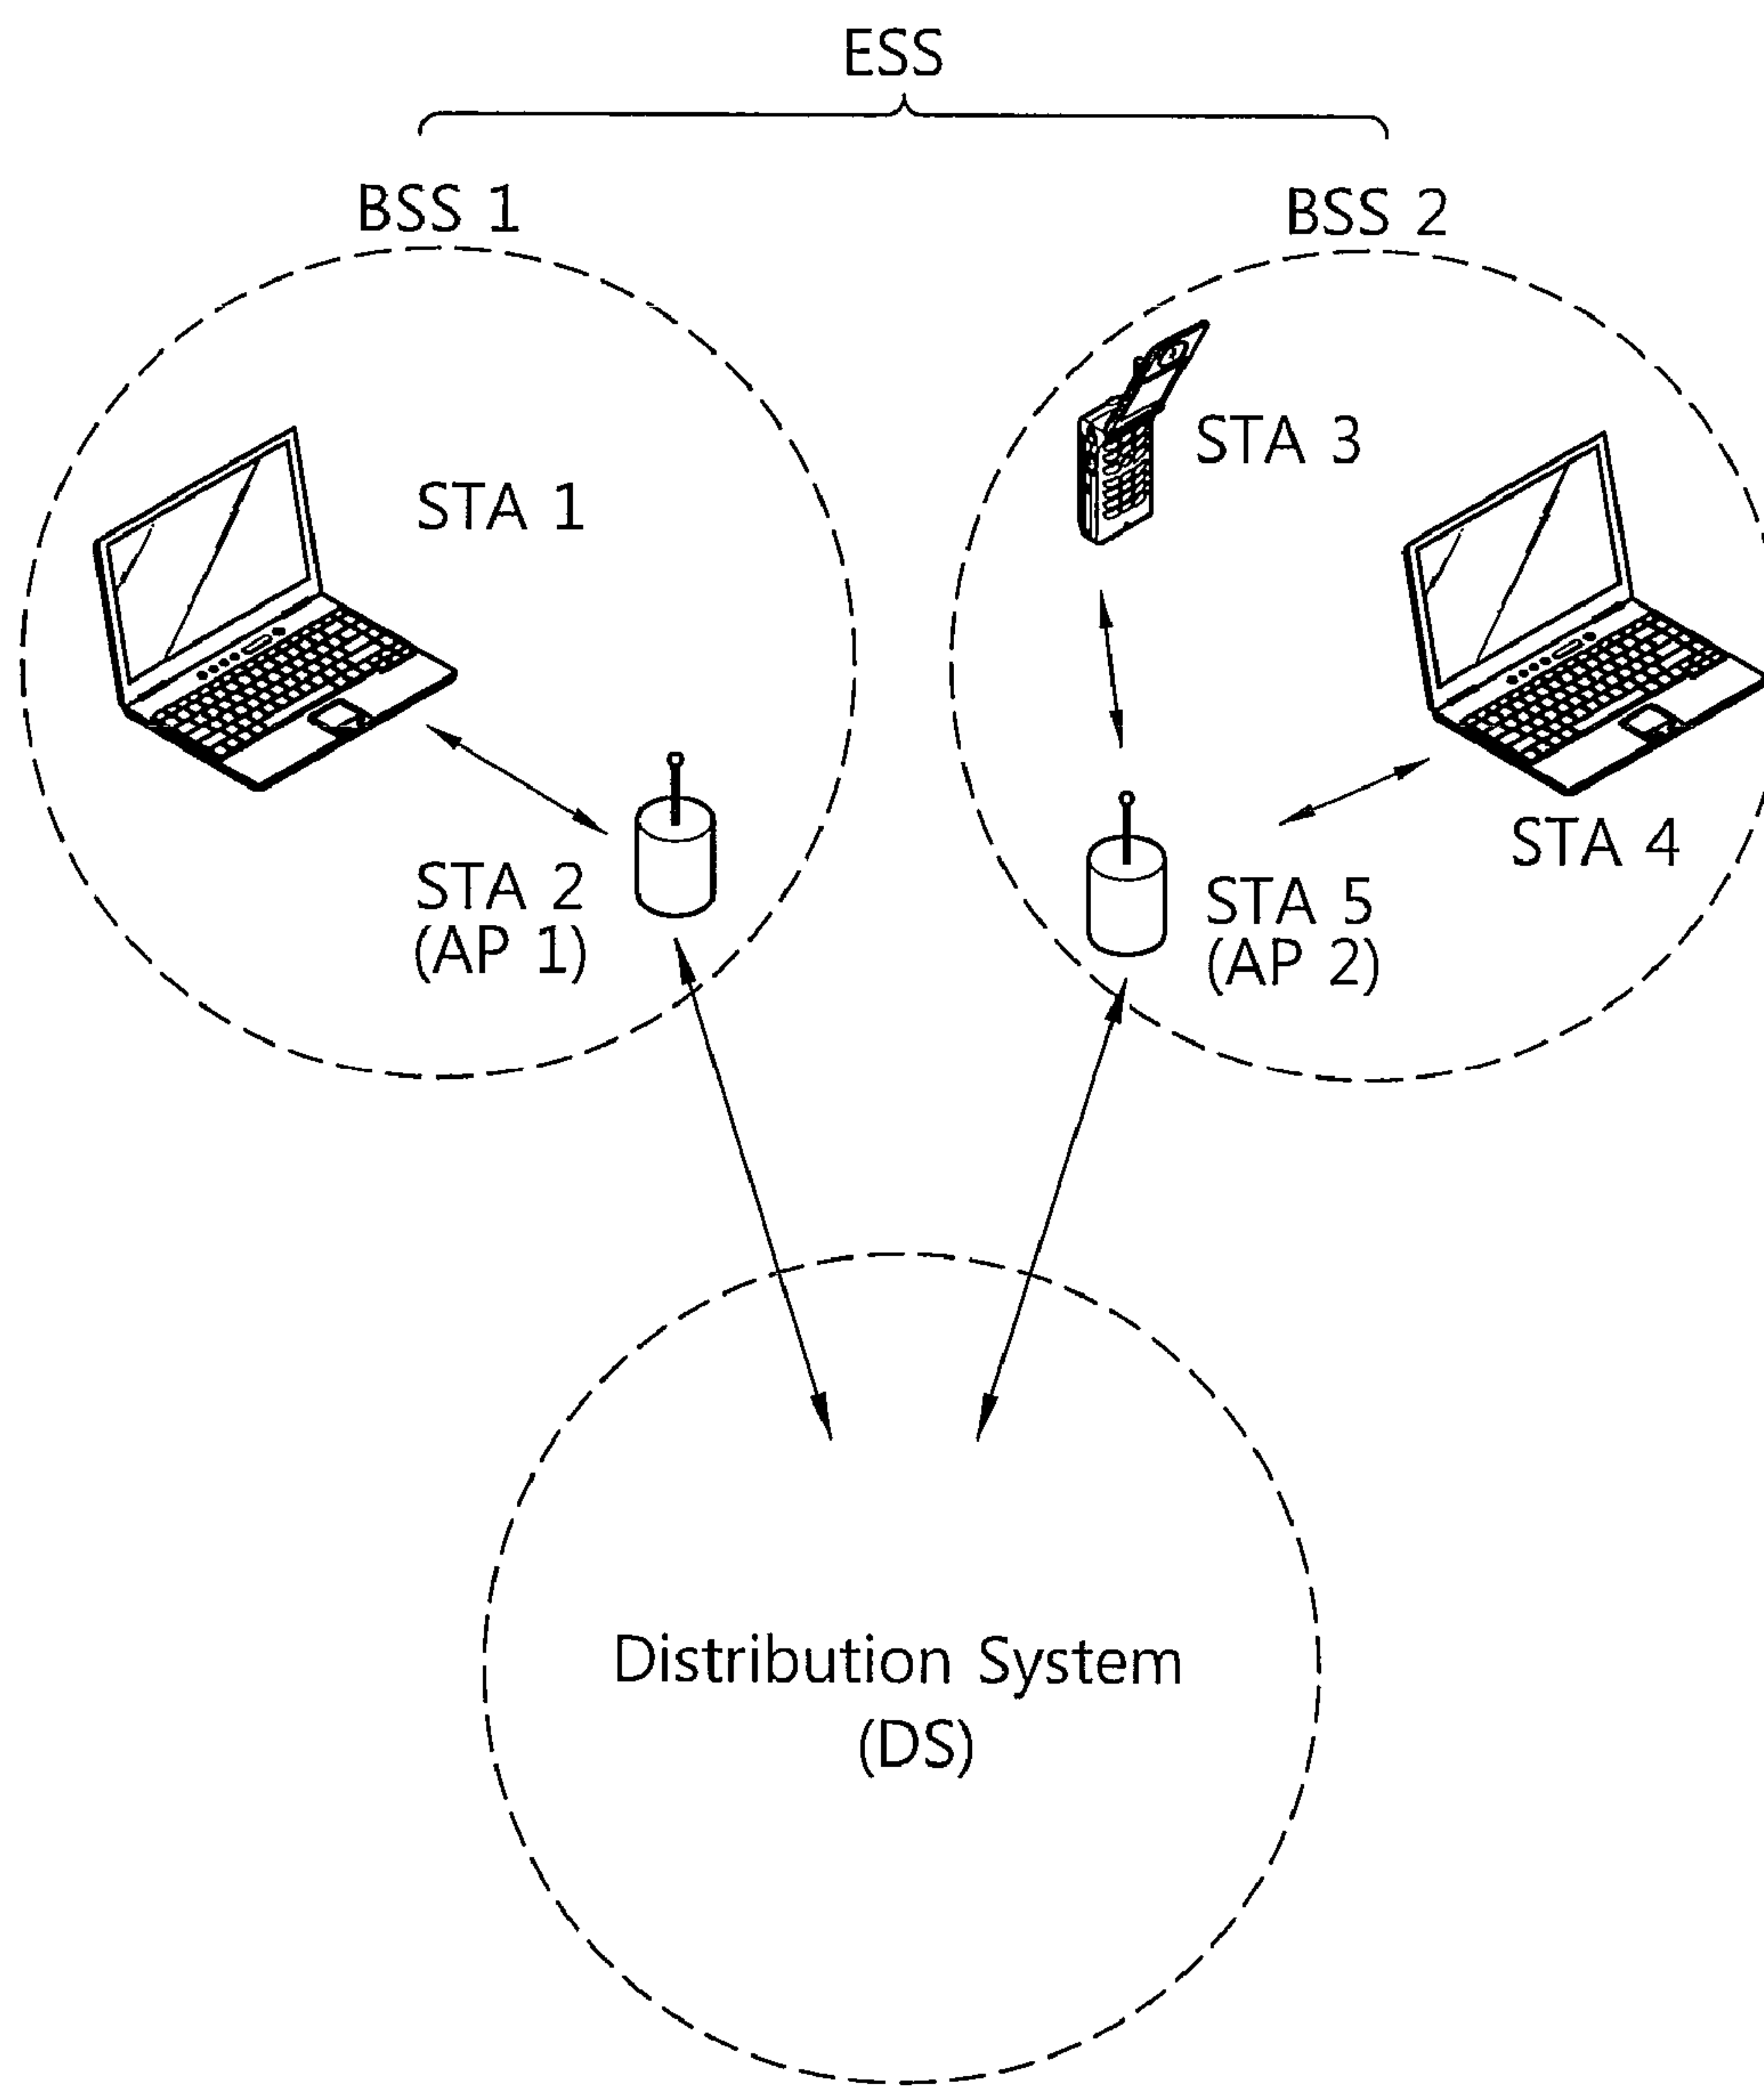 ESS
BSS 1
BSS 2
STA 1
STA 3
STA 4
STA 2
(AP 1)
STA 5
(AP 2)
Distribution System
(DS)